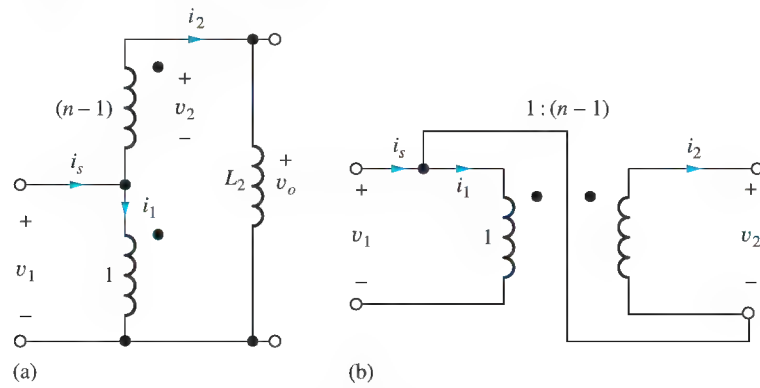 i₂
(n – 1)
+
v₂
–
iₛ
L₂
+
vₒ
+
i₁
v₁
1
–
(a)
1 : (n – 1)
iₛ
i₁
i₂
+
+
v₁
1
v₂
–
–
(b)